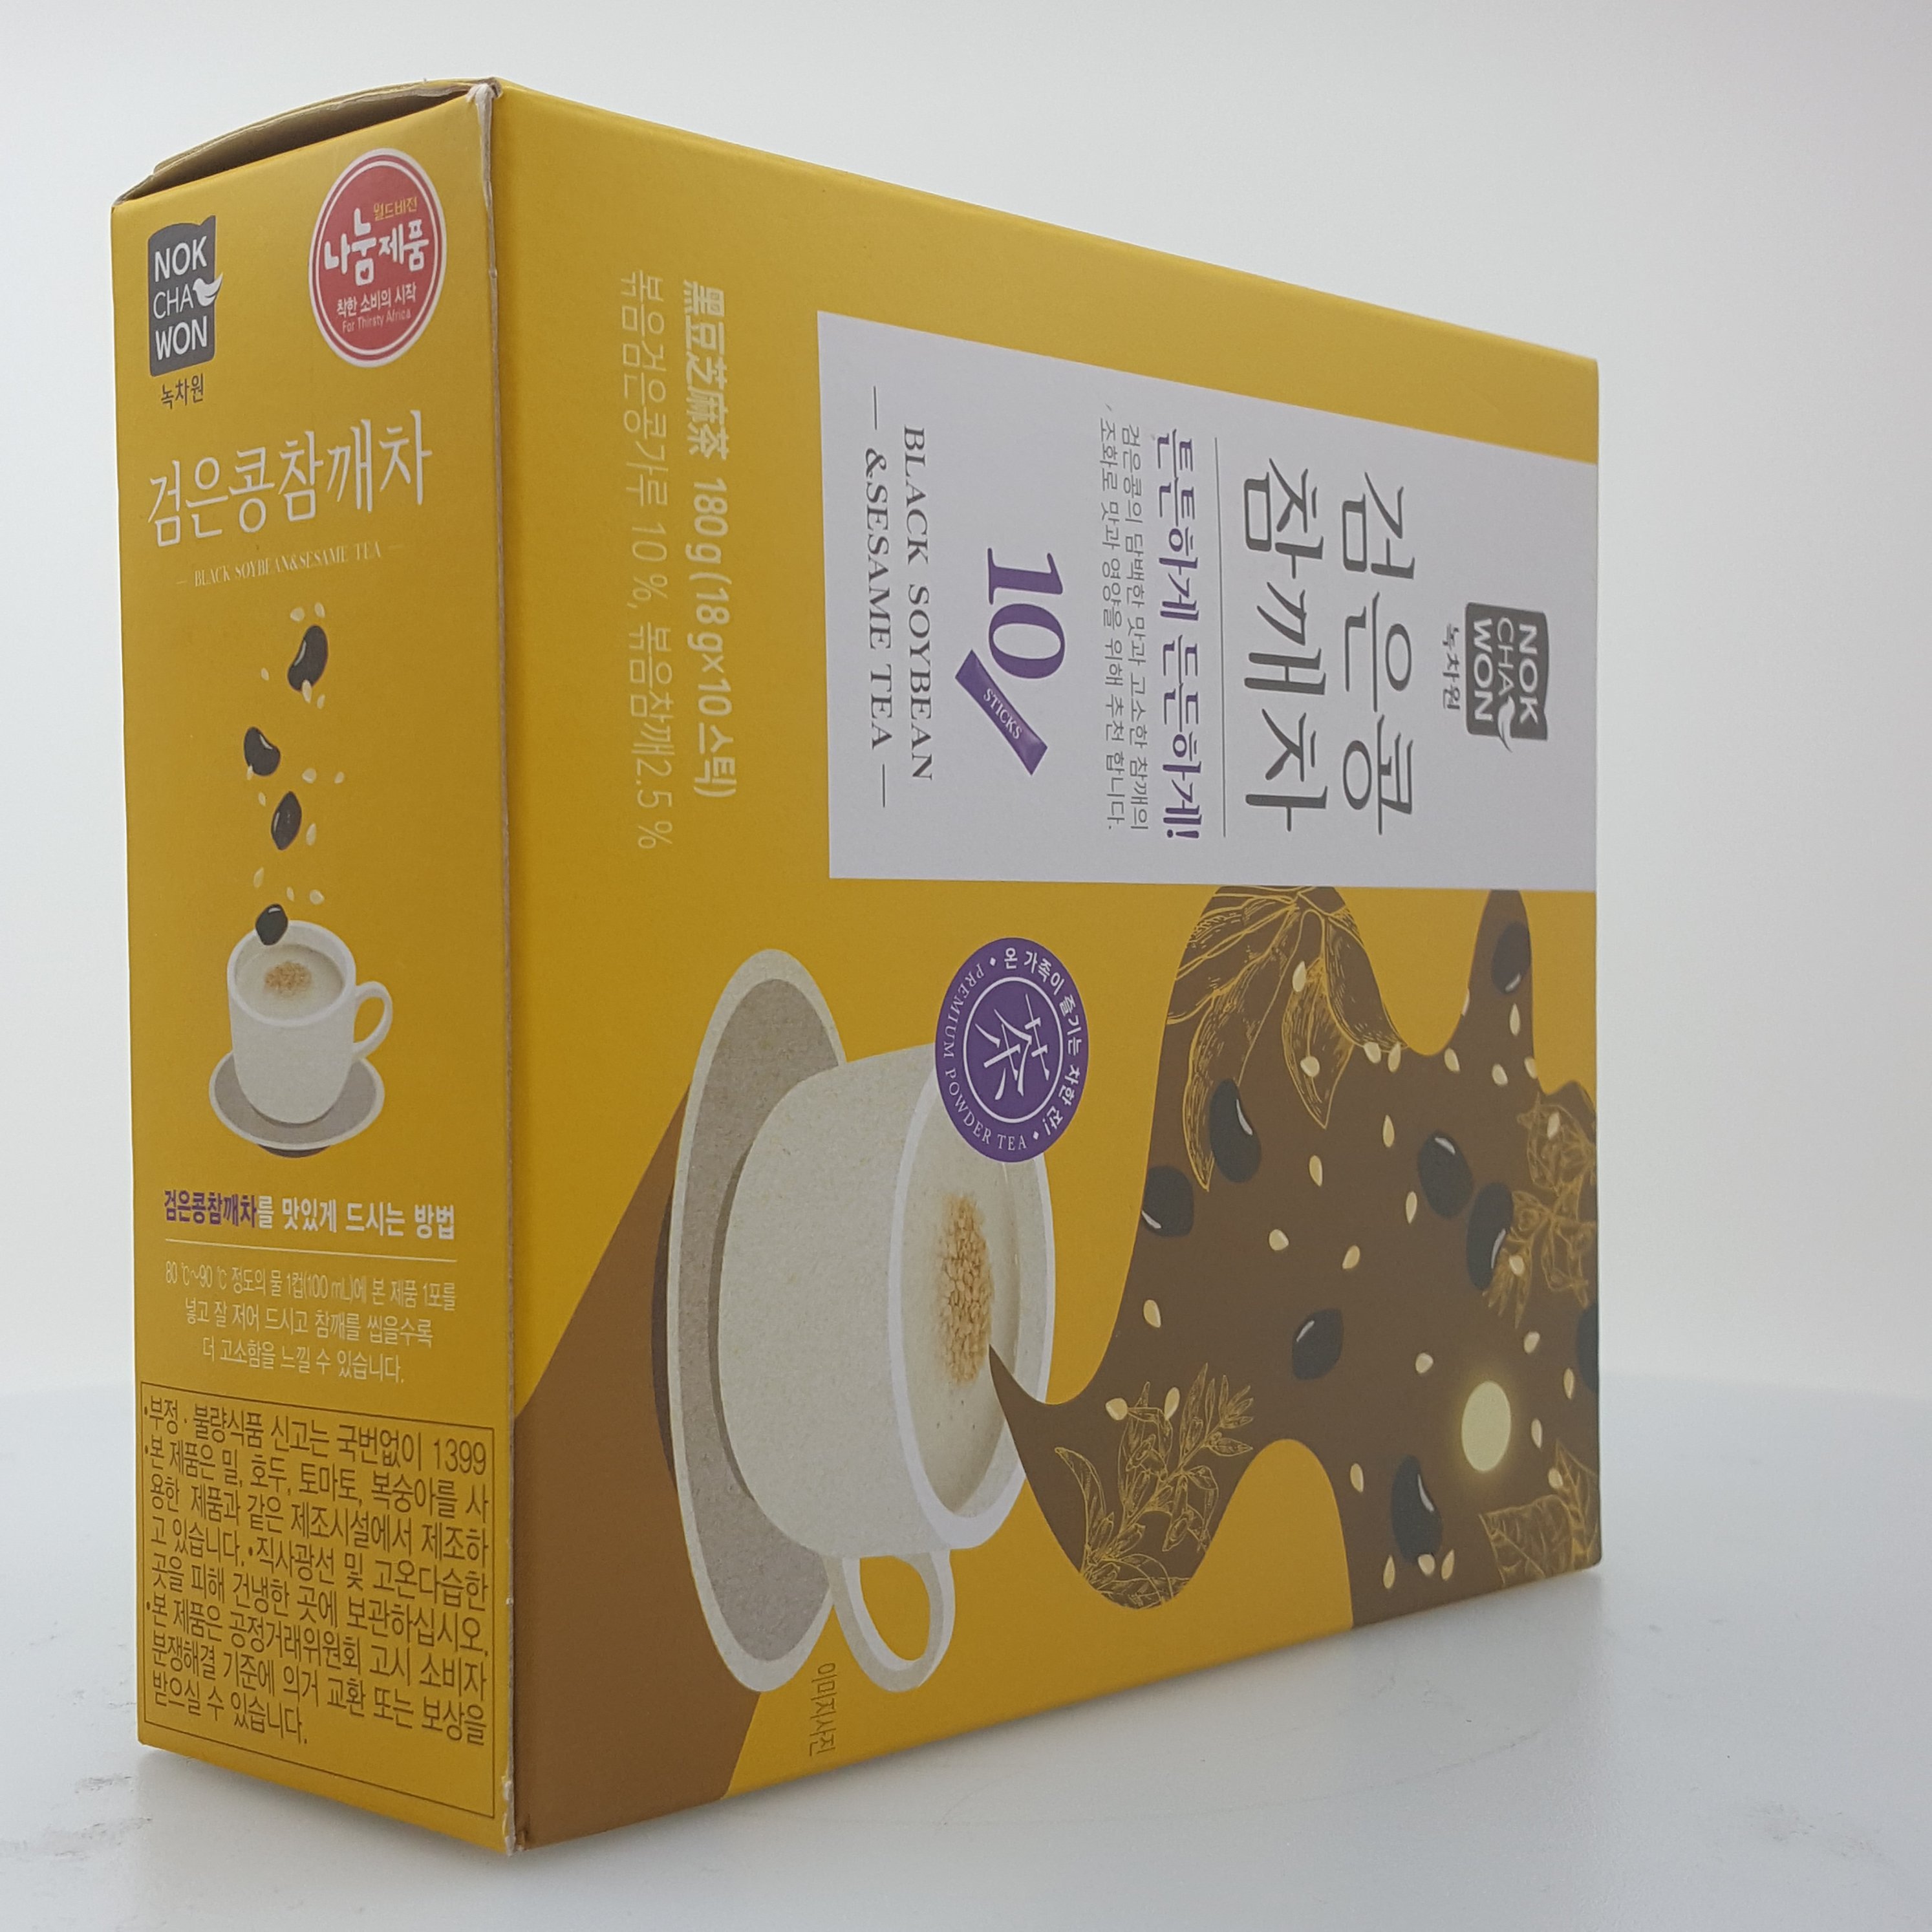 NOK
CHA
WON
녹차원
월드비전
나눔제품
착한 소비의 시작
For Thirsty Africa
검은콩참깨차
BLACK SOYBEAN&SESAME TEA
검은콩참깨차를 맛있게 드시는 방법
80 ℃~90 ℃ 정도의 물 1컵(100 mL)에 본 제품 1포를
넣고 잘 저어 드시고 참깨를 씹을수록
더 고소함을 느낄 수 있습니다.
•부정 · 불량식품 신고는 국번없이 1399
•본 제품은 밀, 호두, 토마토, 복숭아를 사
용한 제품과 같은 제조시설에서 제조하
고 있습니다. •직사광선 및 고온다습한
곳을 피해 건냉한 곳에 보관하십시오.
•본 제품은 공정거래위원회 고시 소비자
분쟁해결 기준에 의거 교환 또는 보상을
받으실 수 있습니다.
NOK
CHA
WON
녹차원
검은콩
참깨차
튼튼하게 든든하게!
검은콩의 담백한 맛과 고소한 참깨의
조화로 맛과 영양을 위해 추천 합니다.
10
STICKS
BLACK SOYBEAN
&SESAME TEA
黑豆芝麻茶 180 g (18 g×10스틱)
볶은검은콩가루 10 %, 볶음참깨2.5 %
온 가족이 즐기는 차한 잔!
茶
PREMIUM POWDER TEA
이미지사진